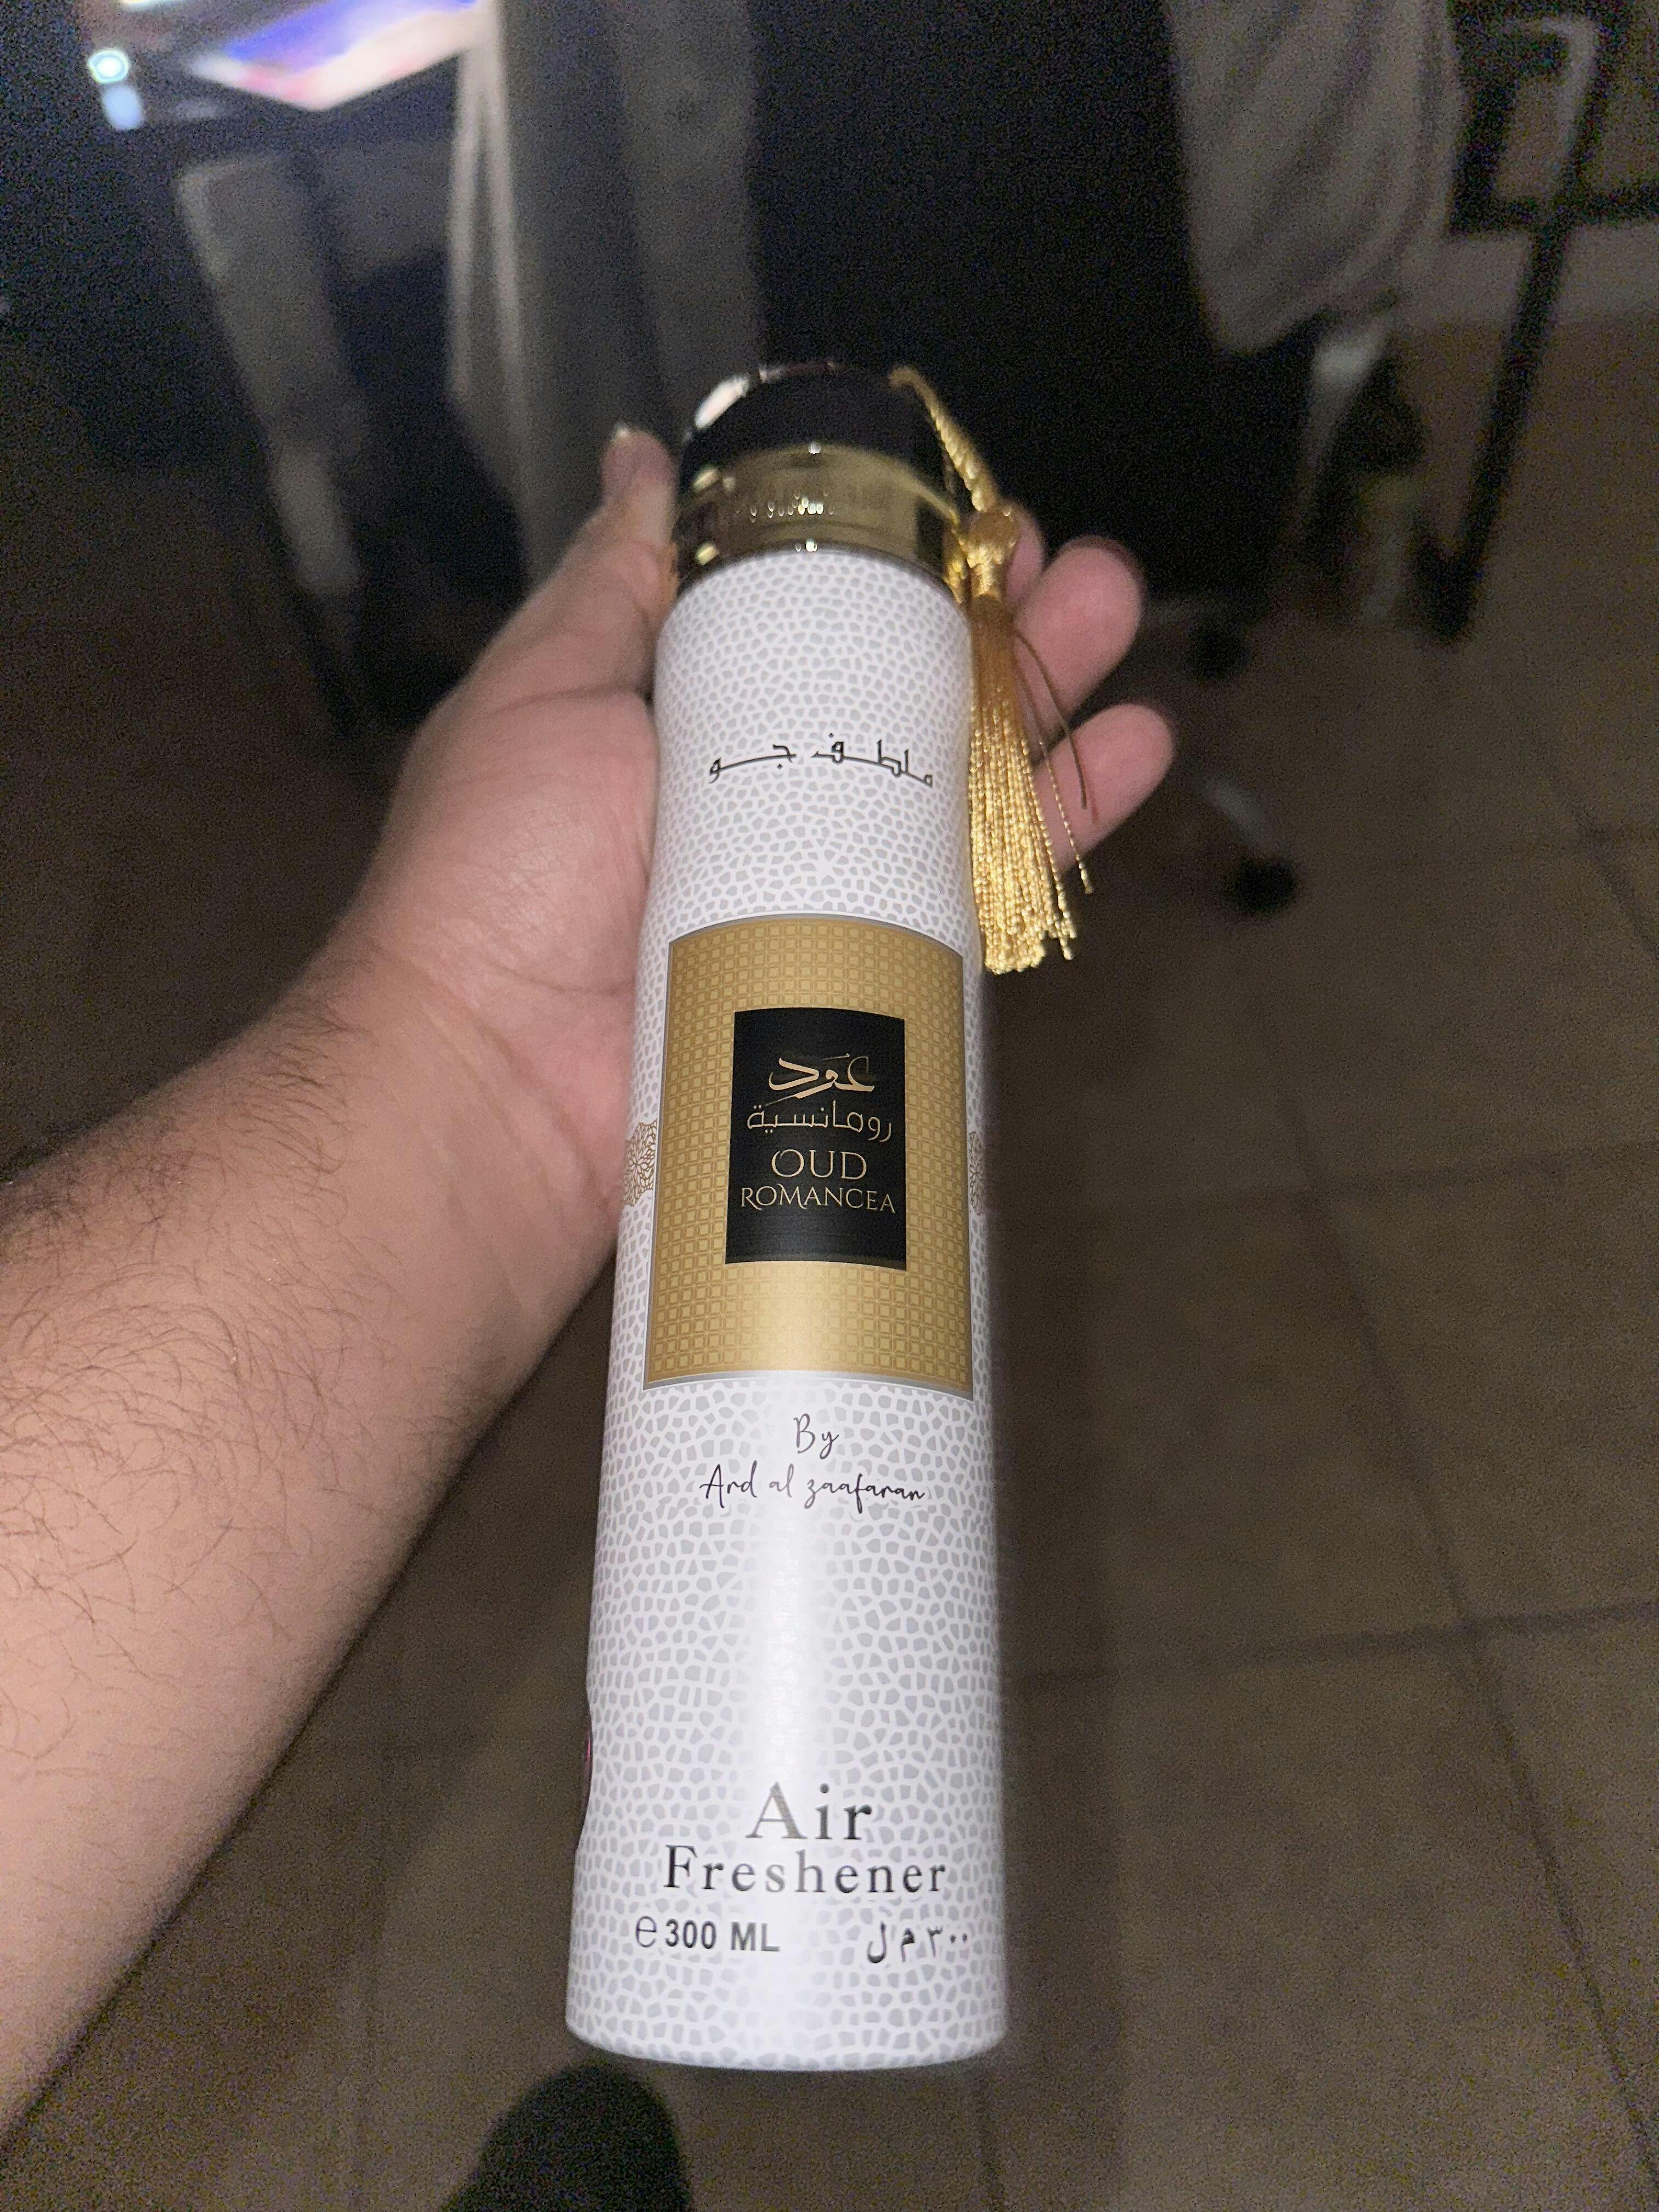 ملطف جو
عود
رومانسية
OUD
ROMANCEA
By
Ard al zaafaran
Air
Freshener
℮ 300 ML ٣٠٠ م ل